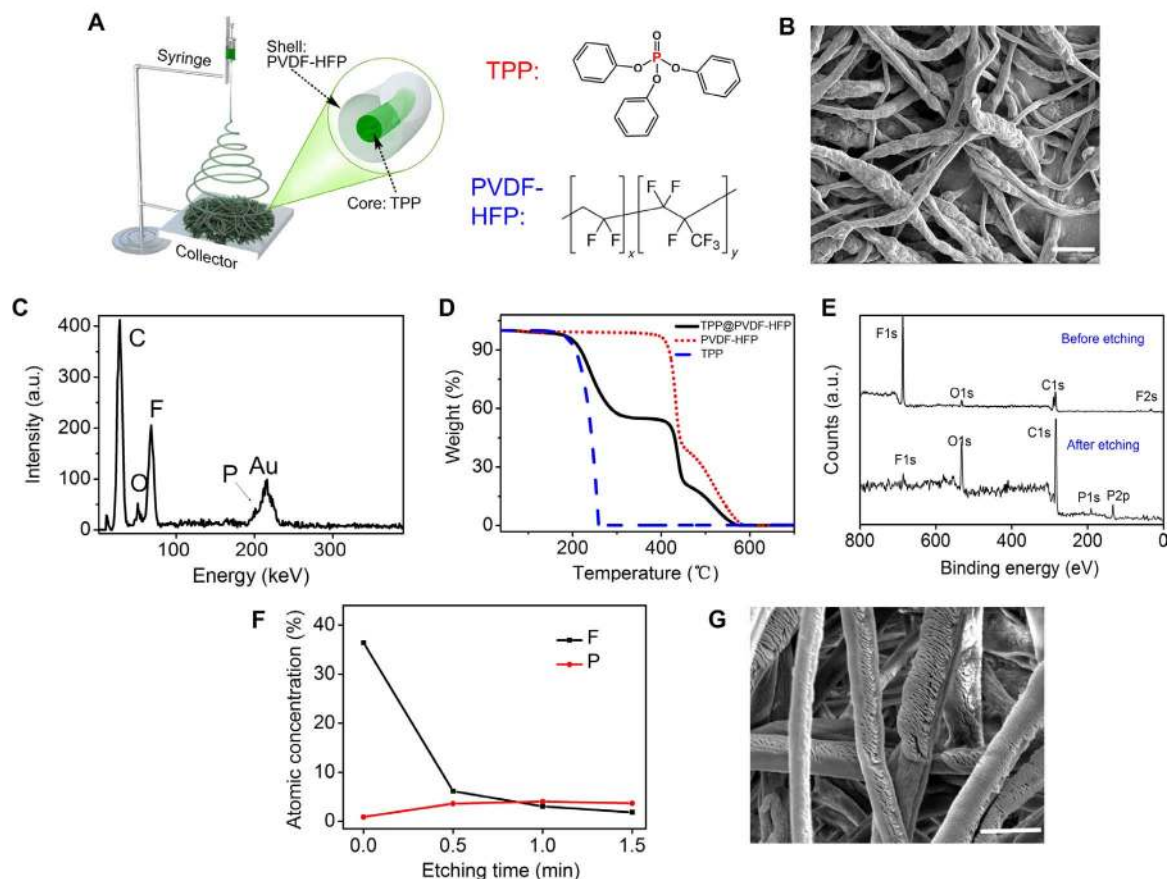 A
Syringe
Shell:
PVDF-HFP
Core: TPP
Collector
TPP:
O
P
O
O
O
PVDF-
HFP:
F
F
F
F
F
CF3
x
y
B
C
Intensity (a.u.)
400
300
200
100
0
C
O
F
P
Au
100
200
300
Energy (keV)
D
Weight (%)
90
60
30
0
TPP@PVDF-HFP
PVDF-HFP
TPP
200
400
600
Temperature (℃)
E
Counts (a.u.)
F1s
O1s
C1s
F2s
Before etching
F1s
O1s
C1s
After etching
P1s
P2p
800
600
400
200
0
Binding energy (eV)
F
Atomic concentration (%)
40
30
20
10
0
F
P
0.0
0.5
1.0
1.5
Etching time (min)
G